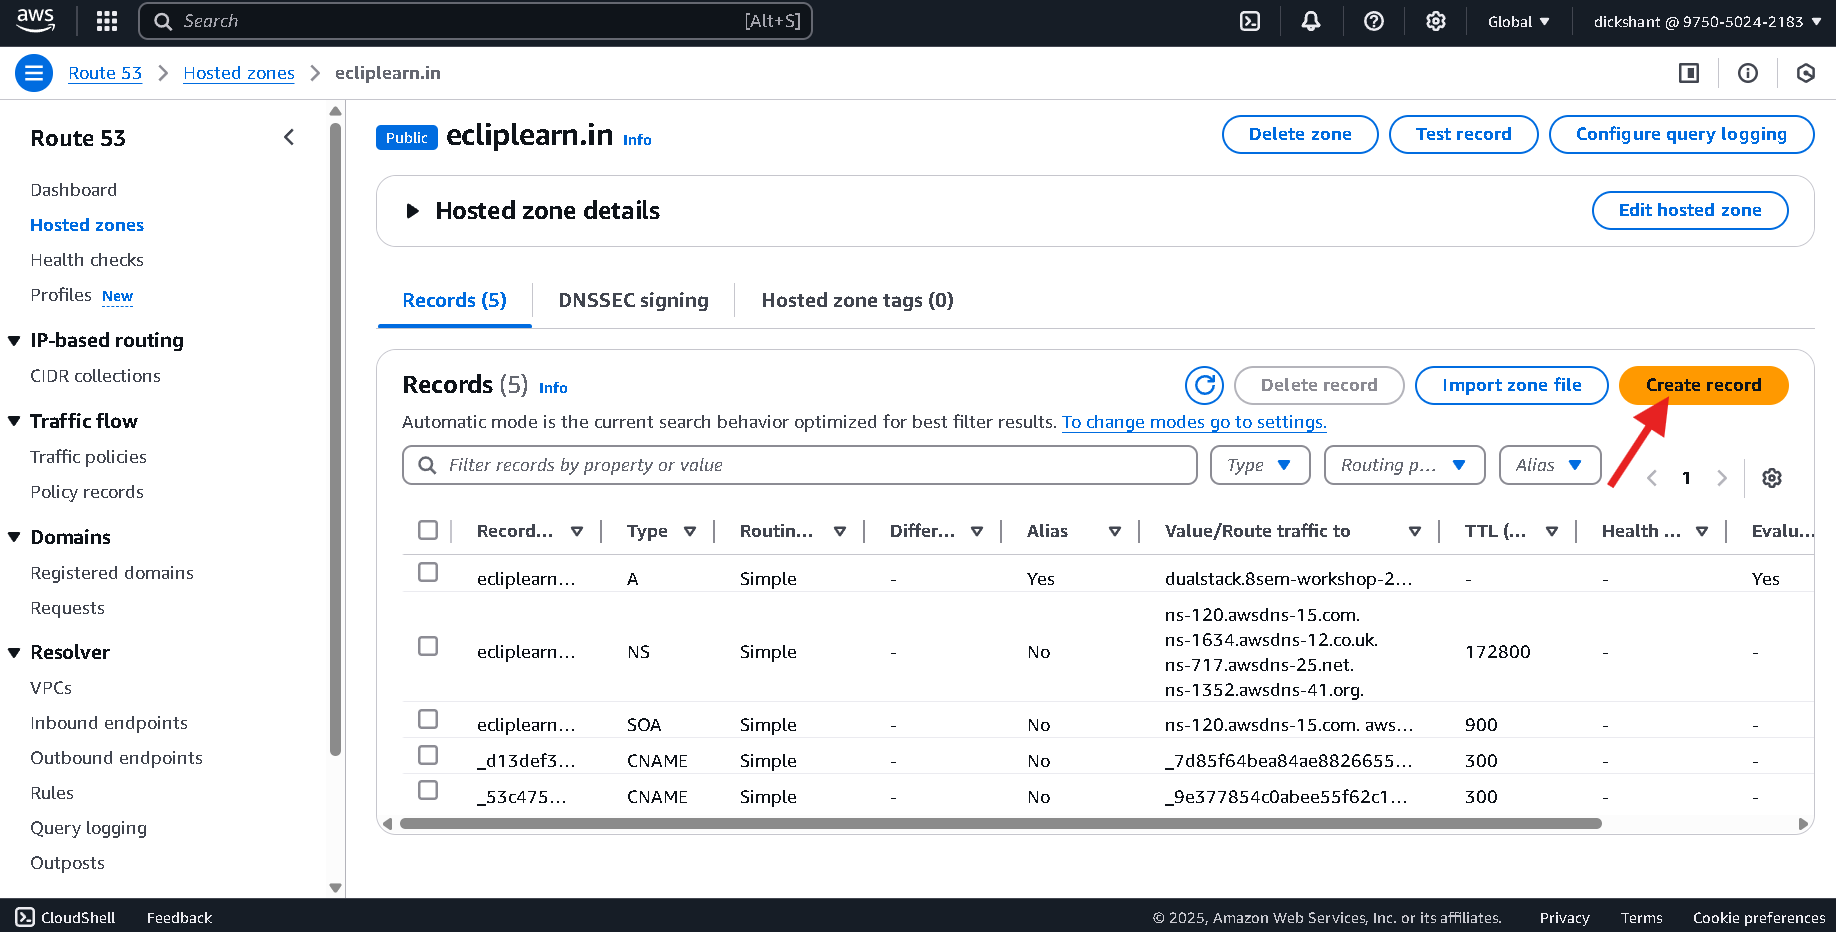 aws
Search [Alt+S]
Global
dickshant @ 9750-5024-2183
Route 53
Hosted zones
ecliplearn.in
Route 53
Dashboard
Hosted zones
Health checks
Profiles New
IP-based routing
CIDR collections
Traffic flow
Traffic policies
Policy records
Domains
Registered domains
Requests
Resolver
VPCs
Inbound endpoints
Outbound endpoints
Rules
Query logging
Outposts
Public ecliplearn.in Info
Delete zone
Test record
Configure query logging
Hosted zone details
Edit hosted zone
Records (5)
DNSSEC signing
Hosted zone tags (0)
Records (5) Info
Delete record
Import zone file
Create record
Automatic mode is the current search behavior optimized for best filter results. To change modes go to settings.
Filter records by property or value
Type
Routing p...
Alias
1
Record... Type Routin... Differ... Alias Value/Route traffic to TTL (... Health ... Evalu...
ecliplearn... A Simple - Yes dualstack.8sem-workshop-2... - - Yes
ns-120.awsdns-15.com.
ns-1634.awsdns-12.co.uk.
ecliplearn... NS Simple - No 172800 - -
ns-717.awsdns-25.net.
ns-1352.awsdns-41.org.
ecliplearn... SOA Simple - No ns-120.awsdns-15.com. aws... 900 - -
_d13def3... CNAME Simple - No _7d85f64bea84ae8826655... 300 - -
_53c475... CNAME Simple - No _9e377854c0abee55f62c1... 300 - -
CloudShell
Feedback
© 2025, Amazon Web Services, Inc. or its affiliates.
Privacy
Terms
Cookie preferences